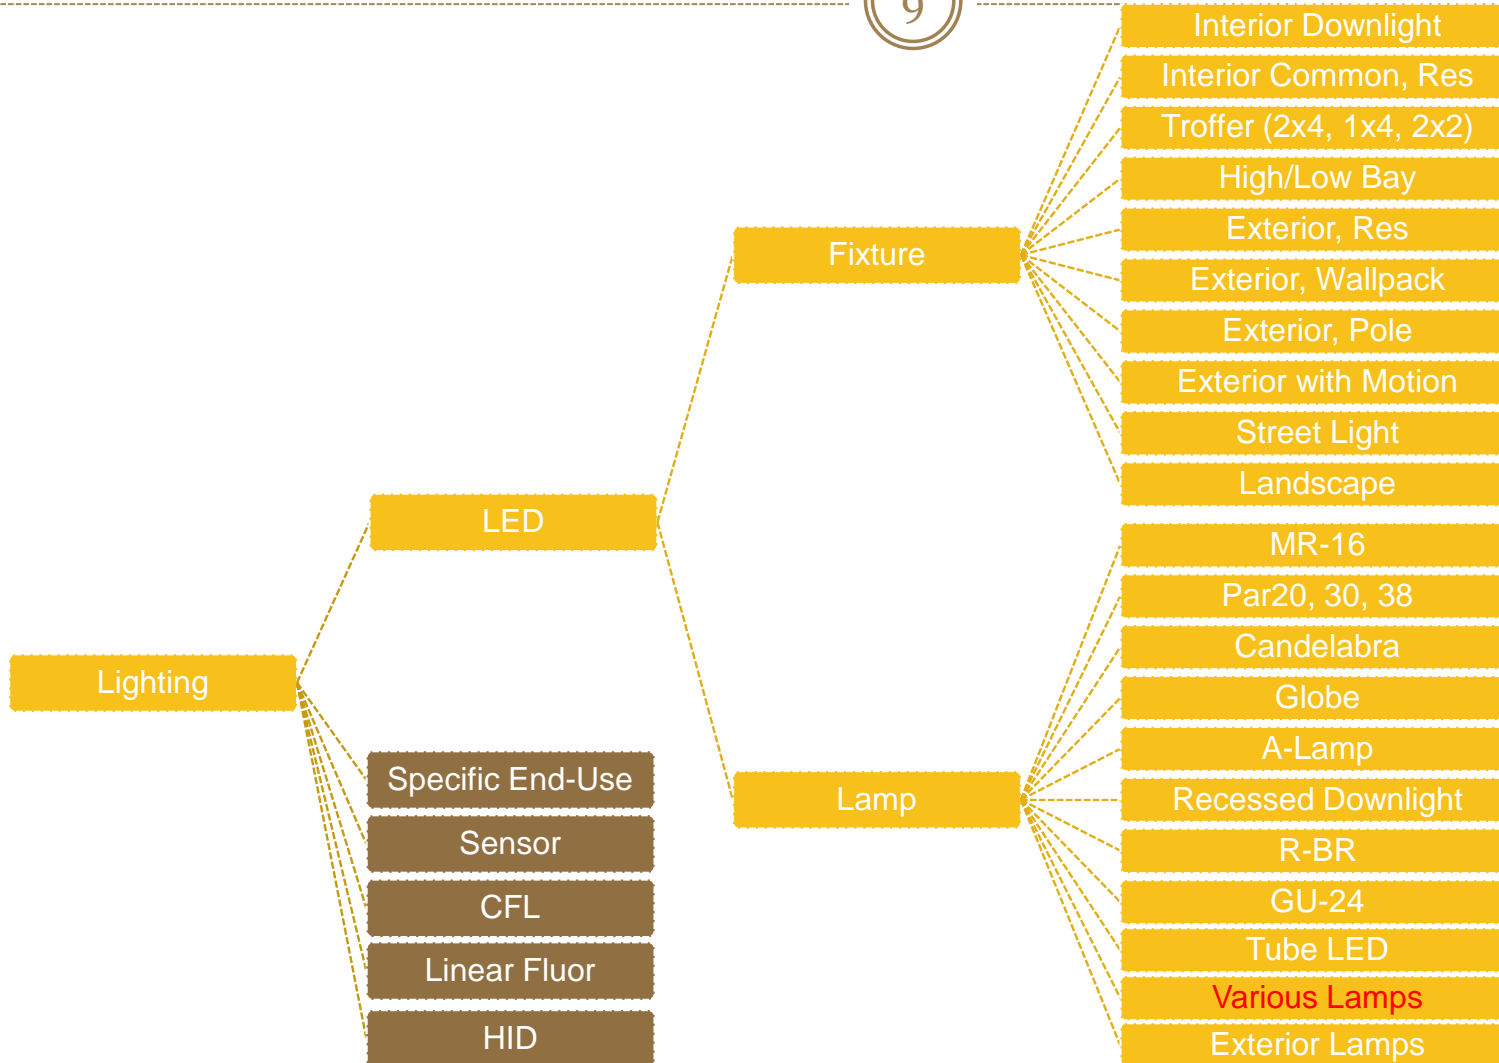 9
Interior Downlight
Interior Common, Res
Troffer (2x4, 1x4, 2x2)
High/Low Bay
Exterior, Res
Exterior, Wallpack
Exterior, Pole
Exterior with Motion
Street Light
Landscape
Fixture
LED
MR-16
Par20, 30, 38
Candelabra
Globe
A-Lamp
Recessed Downlight
R-BR
GU-24
Tube LED
Various Lamps
Exterior Lamps
Lamp
Lighting
Specific End-Use
Sensor
CFL
Linear Fluor
HID